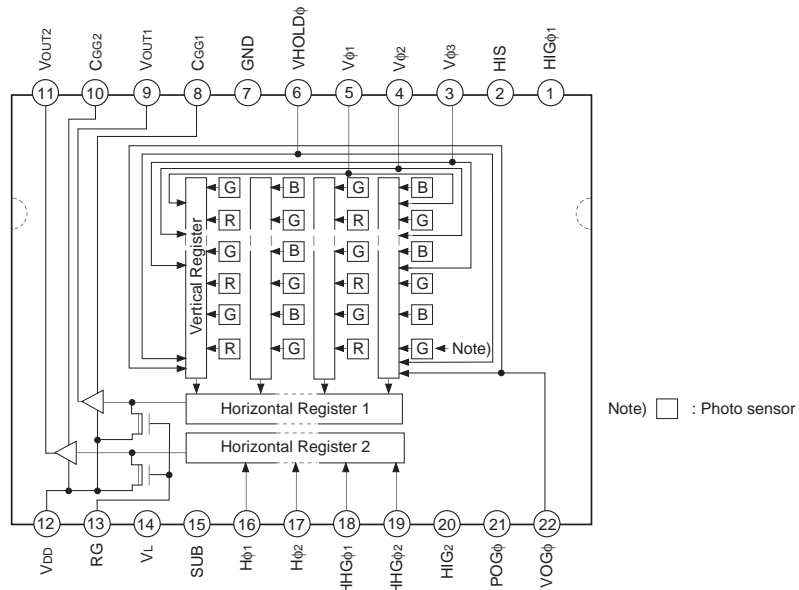 VOUT2 CGG2 VOUT1 CGG1 GND VHOLDϕ Vϕ1 Vϕ2 Vϕ3 HIS HIGϕ1
11 10 9 8 7 6 5 4 3 2 1
Vertical Register
G B G B
R G R G
G B G B
R G R G
G B G B
R G R G Note)
Horizontal Register 1
Horizontal Register 2
Note) : Photo sensor
12 13 14 15 16 17 18 19 20 21 22
VDD RG VL SUB Hϕ1 Hϕ2 HHGϕ1 HHGϕ2 HIG2 POGϕ VOGϕ